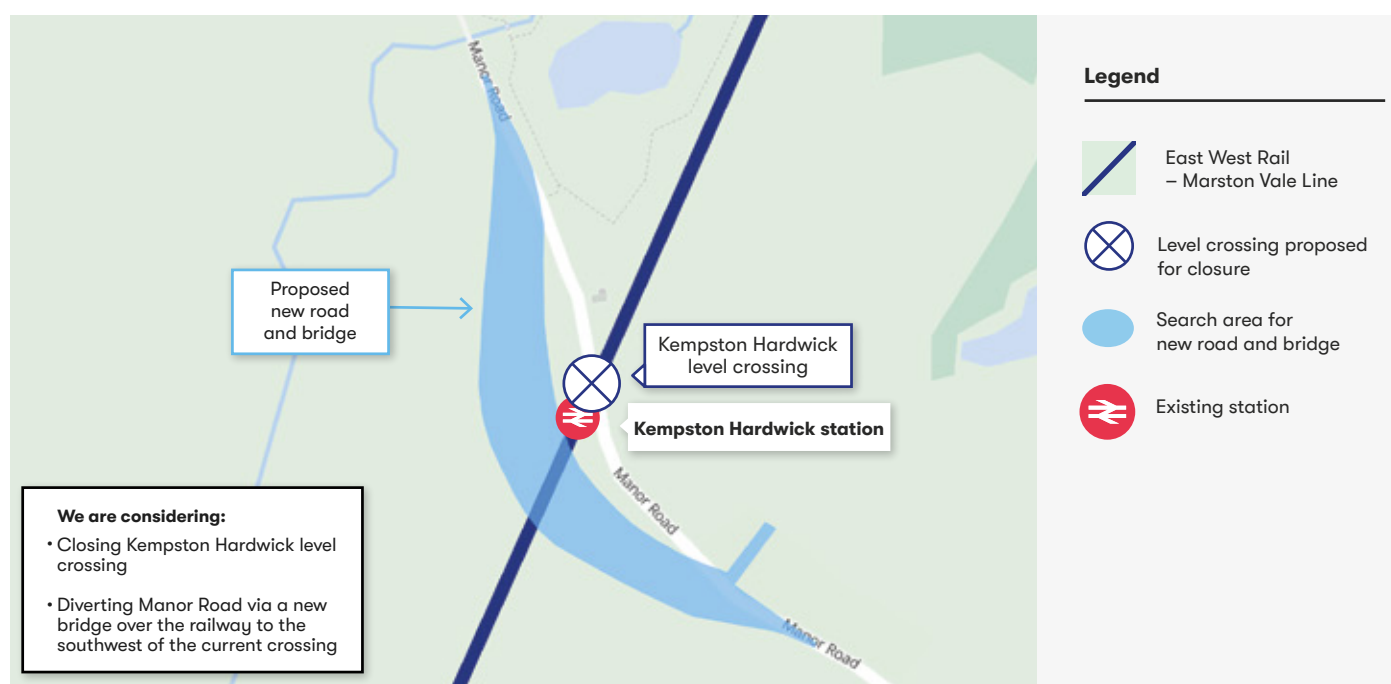 Manor Road
Proposed
new road
and bridge
Kempston Hardwick
level crossing
Kempston Hardwick station
Manor Road
Manor Road
We are considering:
• Closing Kempston Hardwick level
crossing
• Diverting Manor Road via a new
bridge over the railway to the
southwest of the current crossing
Legend
East West Rail
– Marston Vale Line
Level crossing proposed
for closure
Search area for
new road and bridge
Existing station